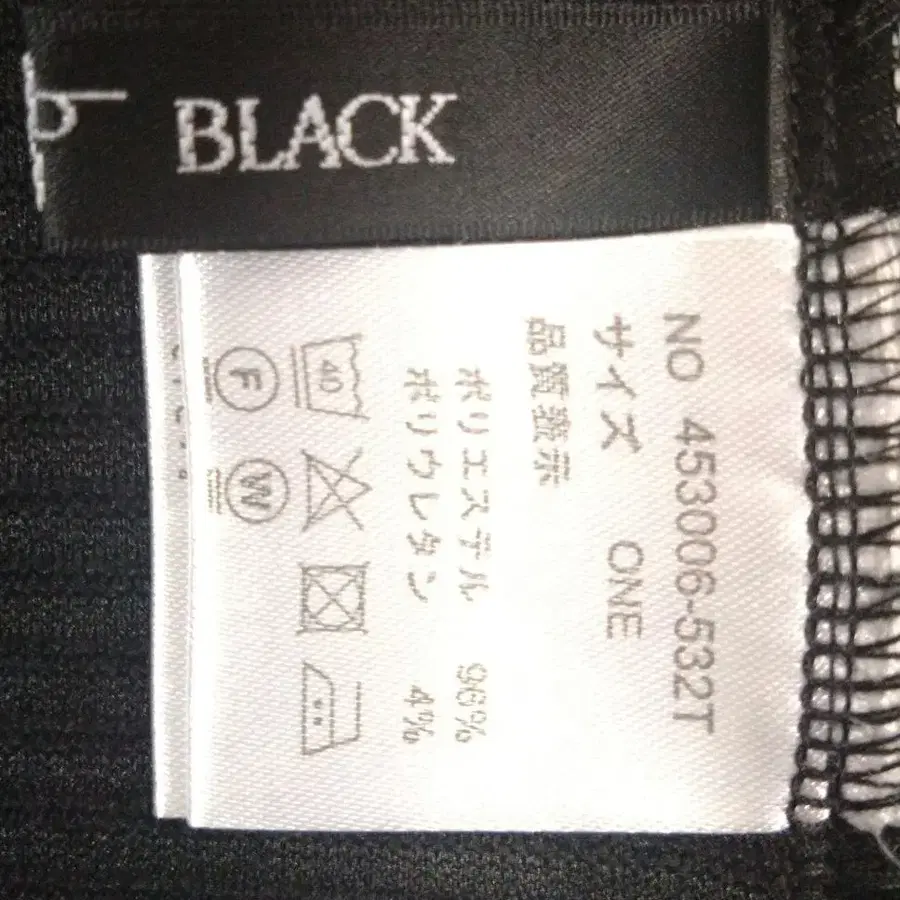 BLACK
NO 453006-532T
サイズ ONE
品質表示
ポリエステル 96%
ポリウレタン 4%
40
F W